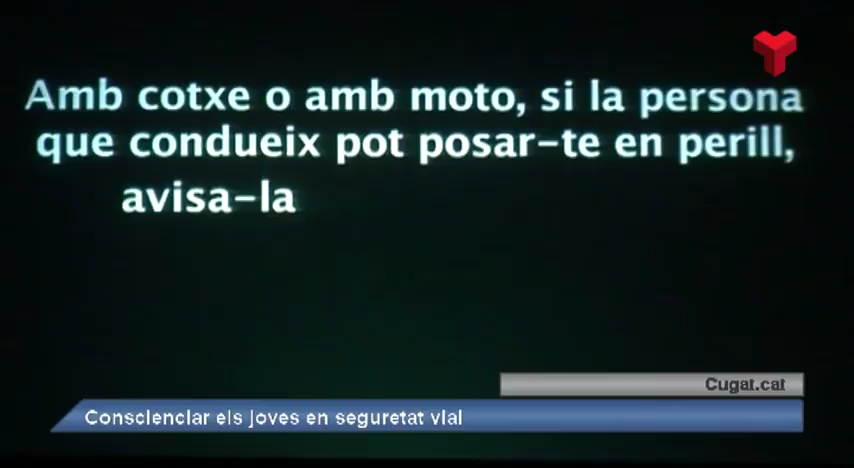 Amb cotxe o amb moto, si la persona
que condueix pot posar-te en perill,
avisa-la
Cugat.cat
Conscienciar els joves en seguretat vial